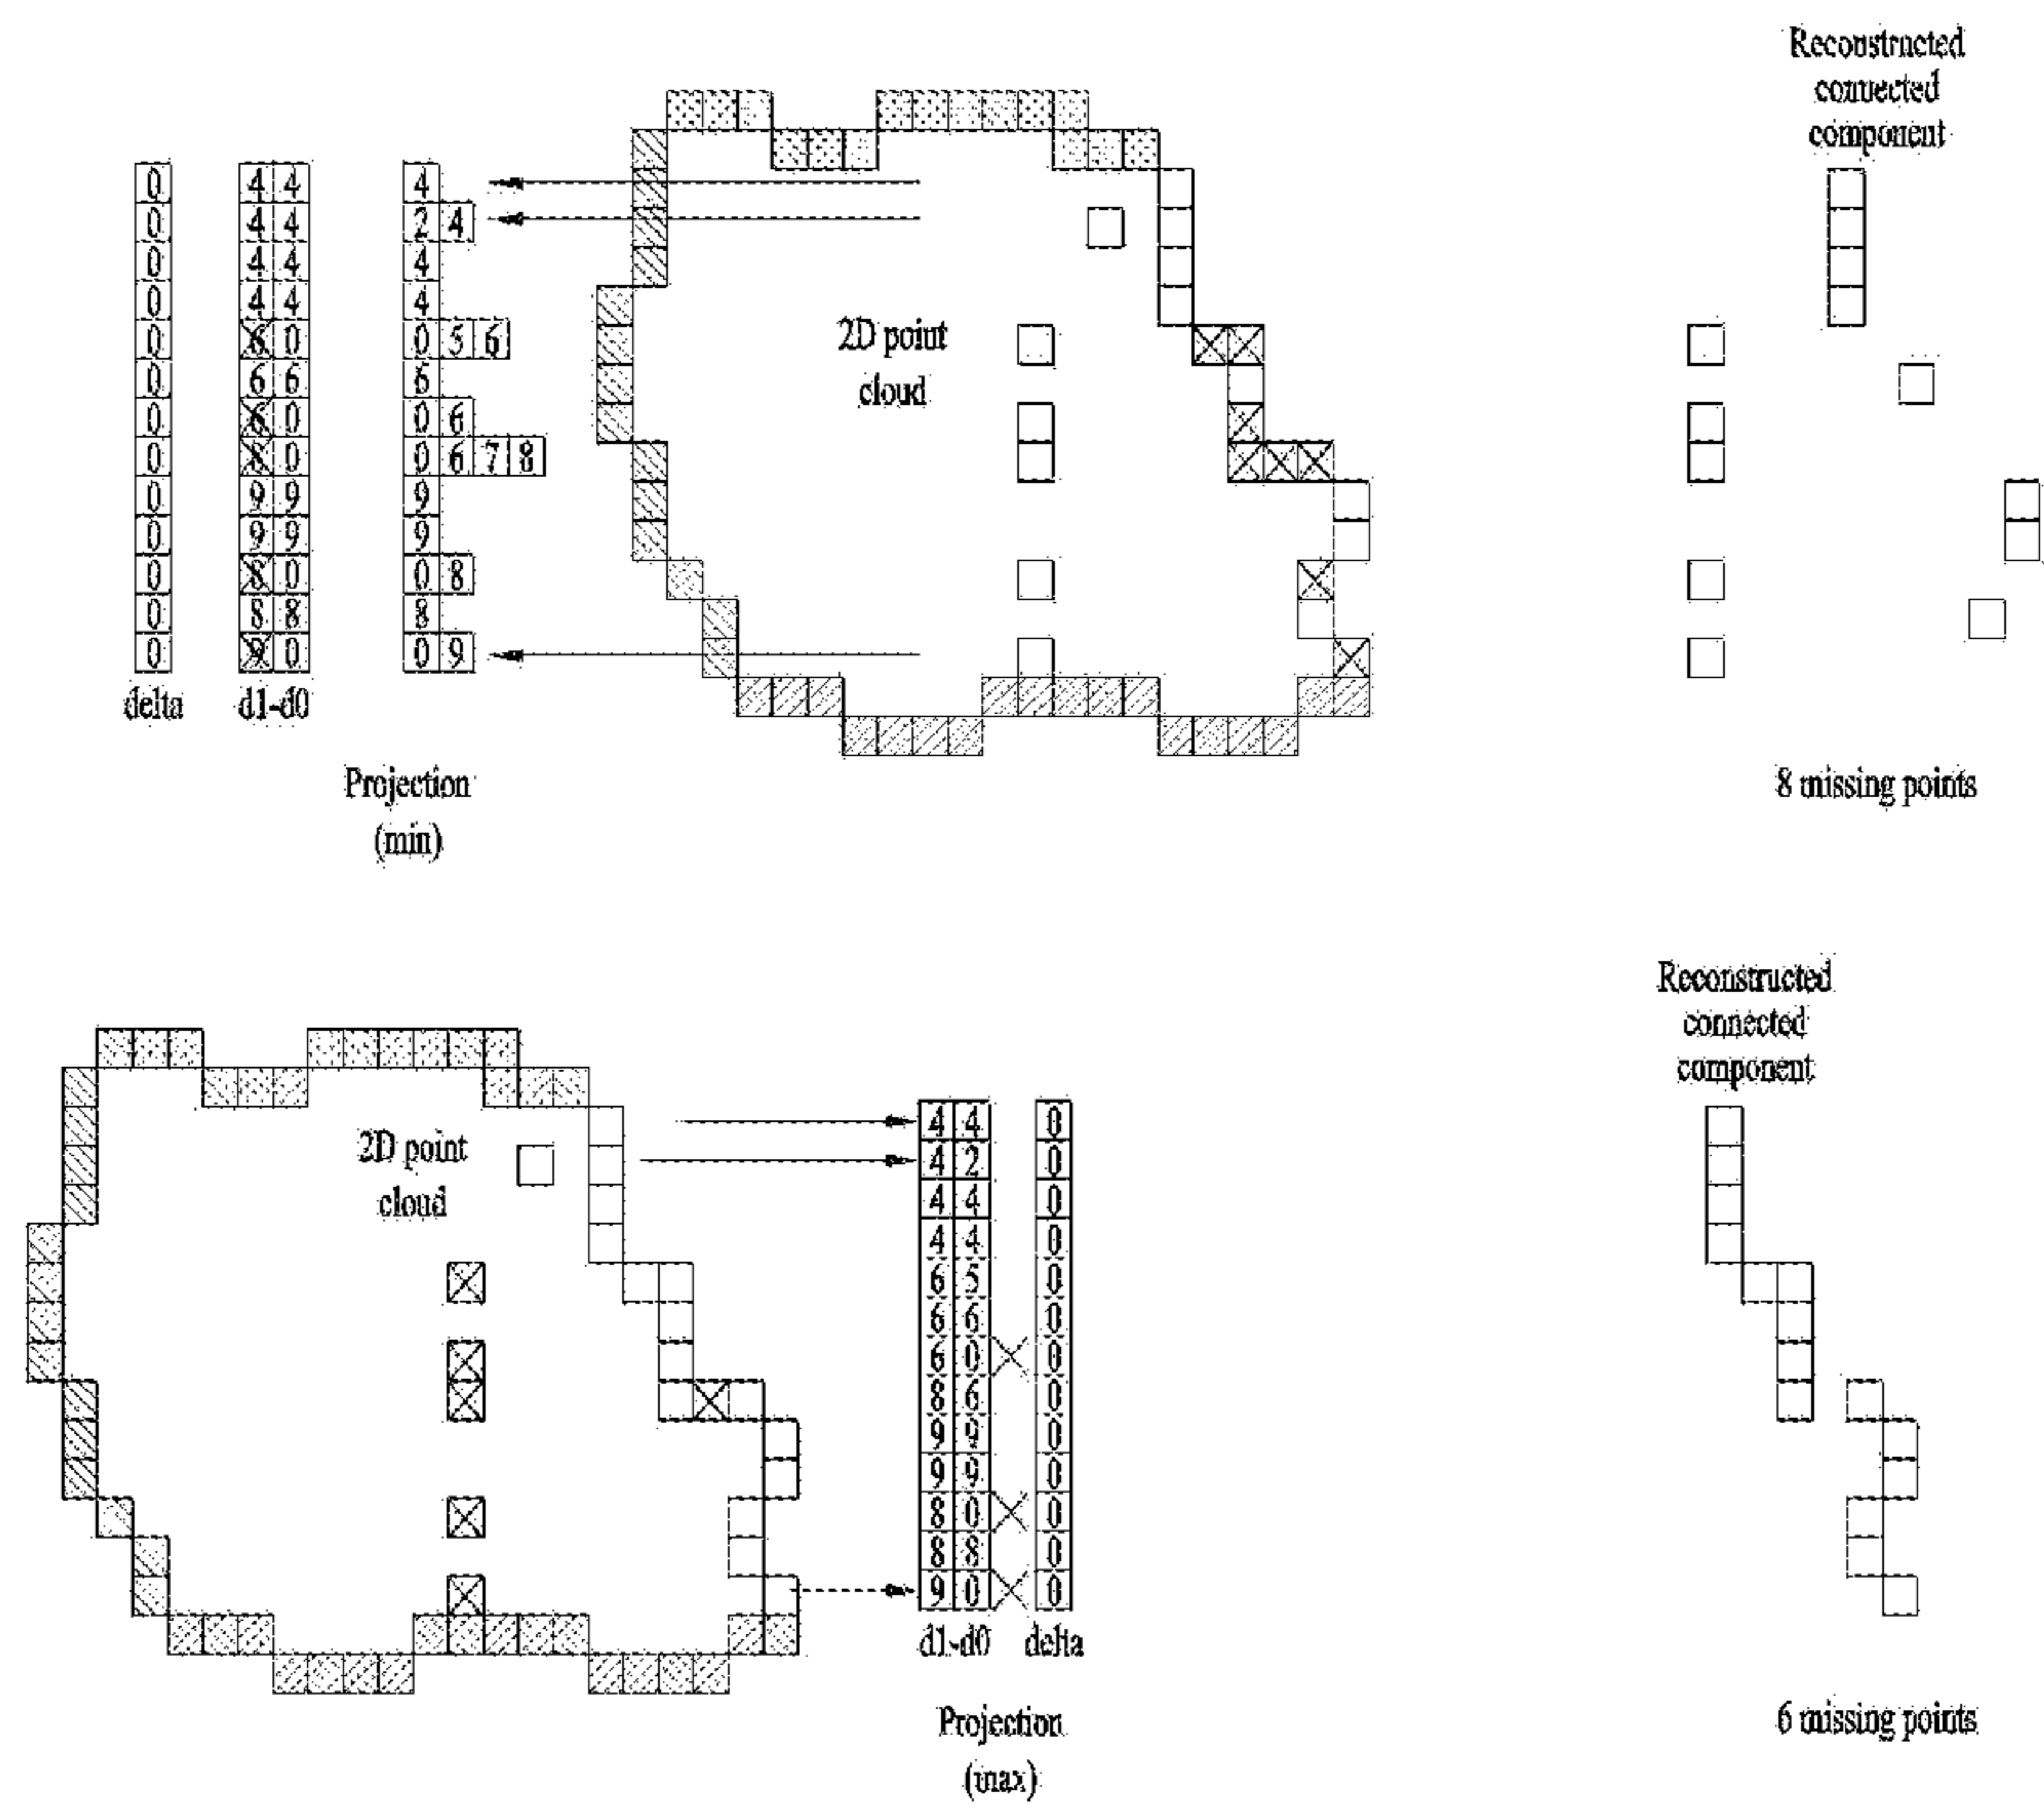 Reconstructed
connected
component
0 4 4 4
0 4 4 2 4
0 4 4 4
0 4 4 4
0 6 0 0 5 6
0 6 6 6
0 6 0 0 6
0 8 0 0 6 7 8
0 9 9 9
0 9 9 9
0 8 0 0 8
0 8 8 8
0 9 0 0 9
delta d1-d0
2D point
cloud
Projection
(min)
8 missing points
Reconstructed
connected
component
2D point
cloud
4 4 0
4 2 0
4 4 0
4 4 0
6 5 0
6 6 0
6 0 0
8 6 0
9 9 0
9 9 0
8 0 0
8 8 0
9 0 0
d1-d0 delta
Projection
(max)
6 missing points